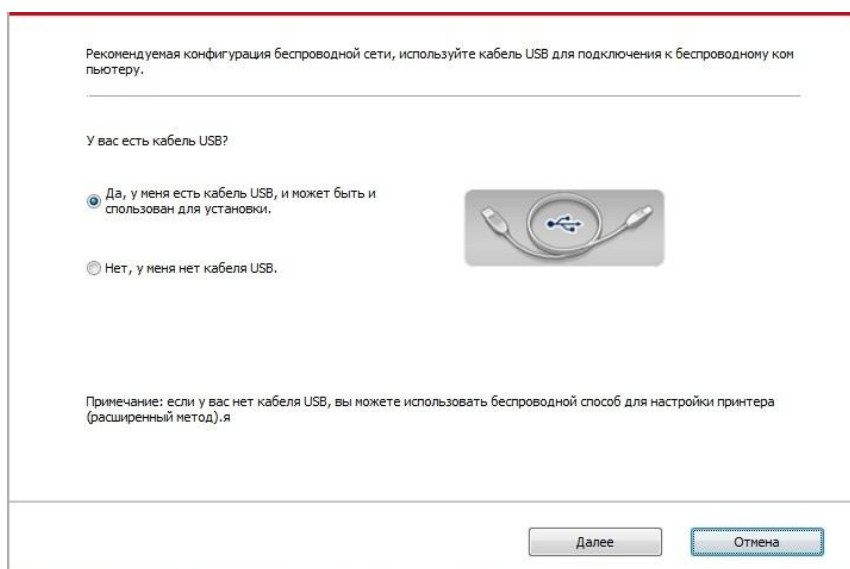 Рекомендуемая конфигурация беспроводной сети, используйте кабель USB для подключения к беспроводному ком
пьютеру.
У вас есть кабель USB?
Да, у меня есть кабель USB, и может быть и
спользован для установки.
Нет, у меня нет кабеля USB.
Примечание: если у вас нет кабеля USB, вы можете использовать беспроводной способ для настройки принтера
(расширенный метод).я
Далее
Отмена